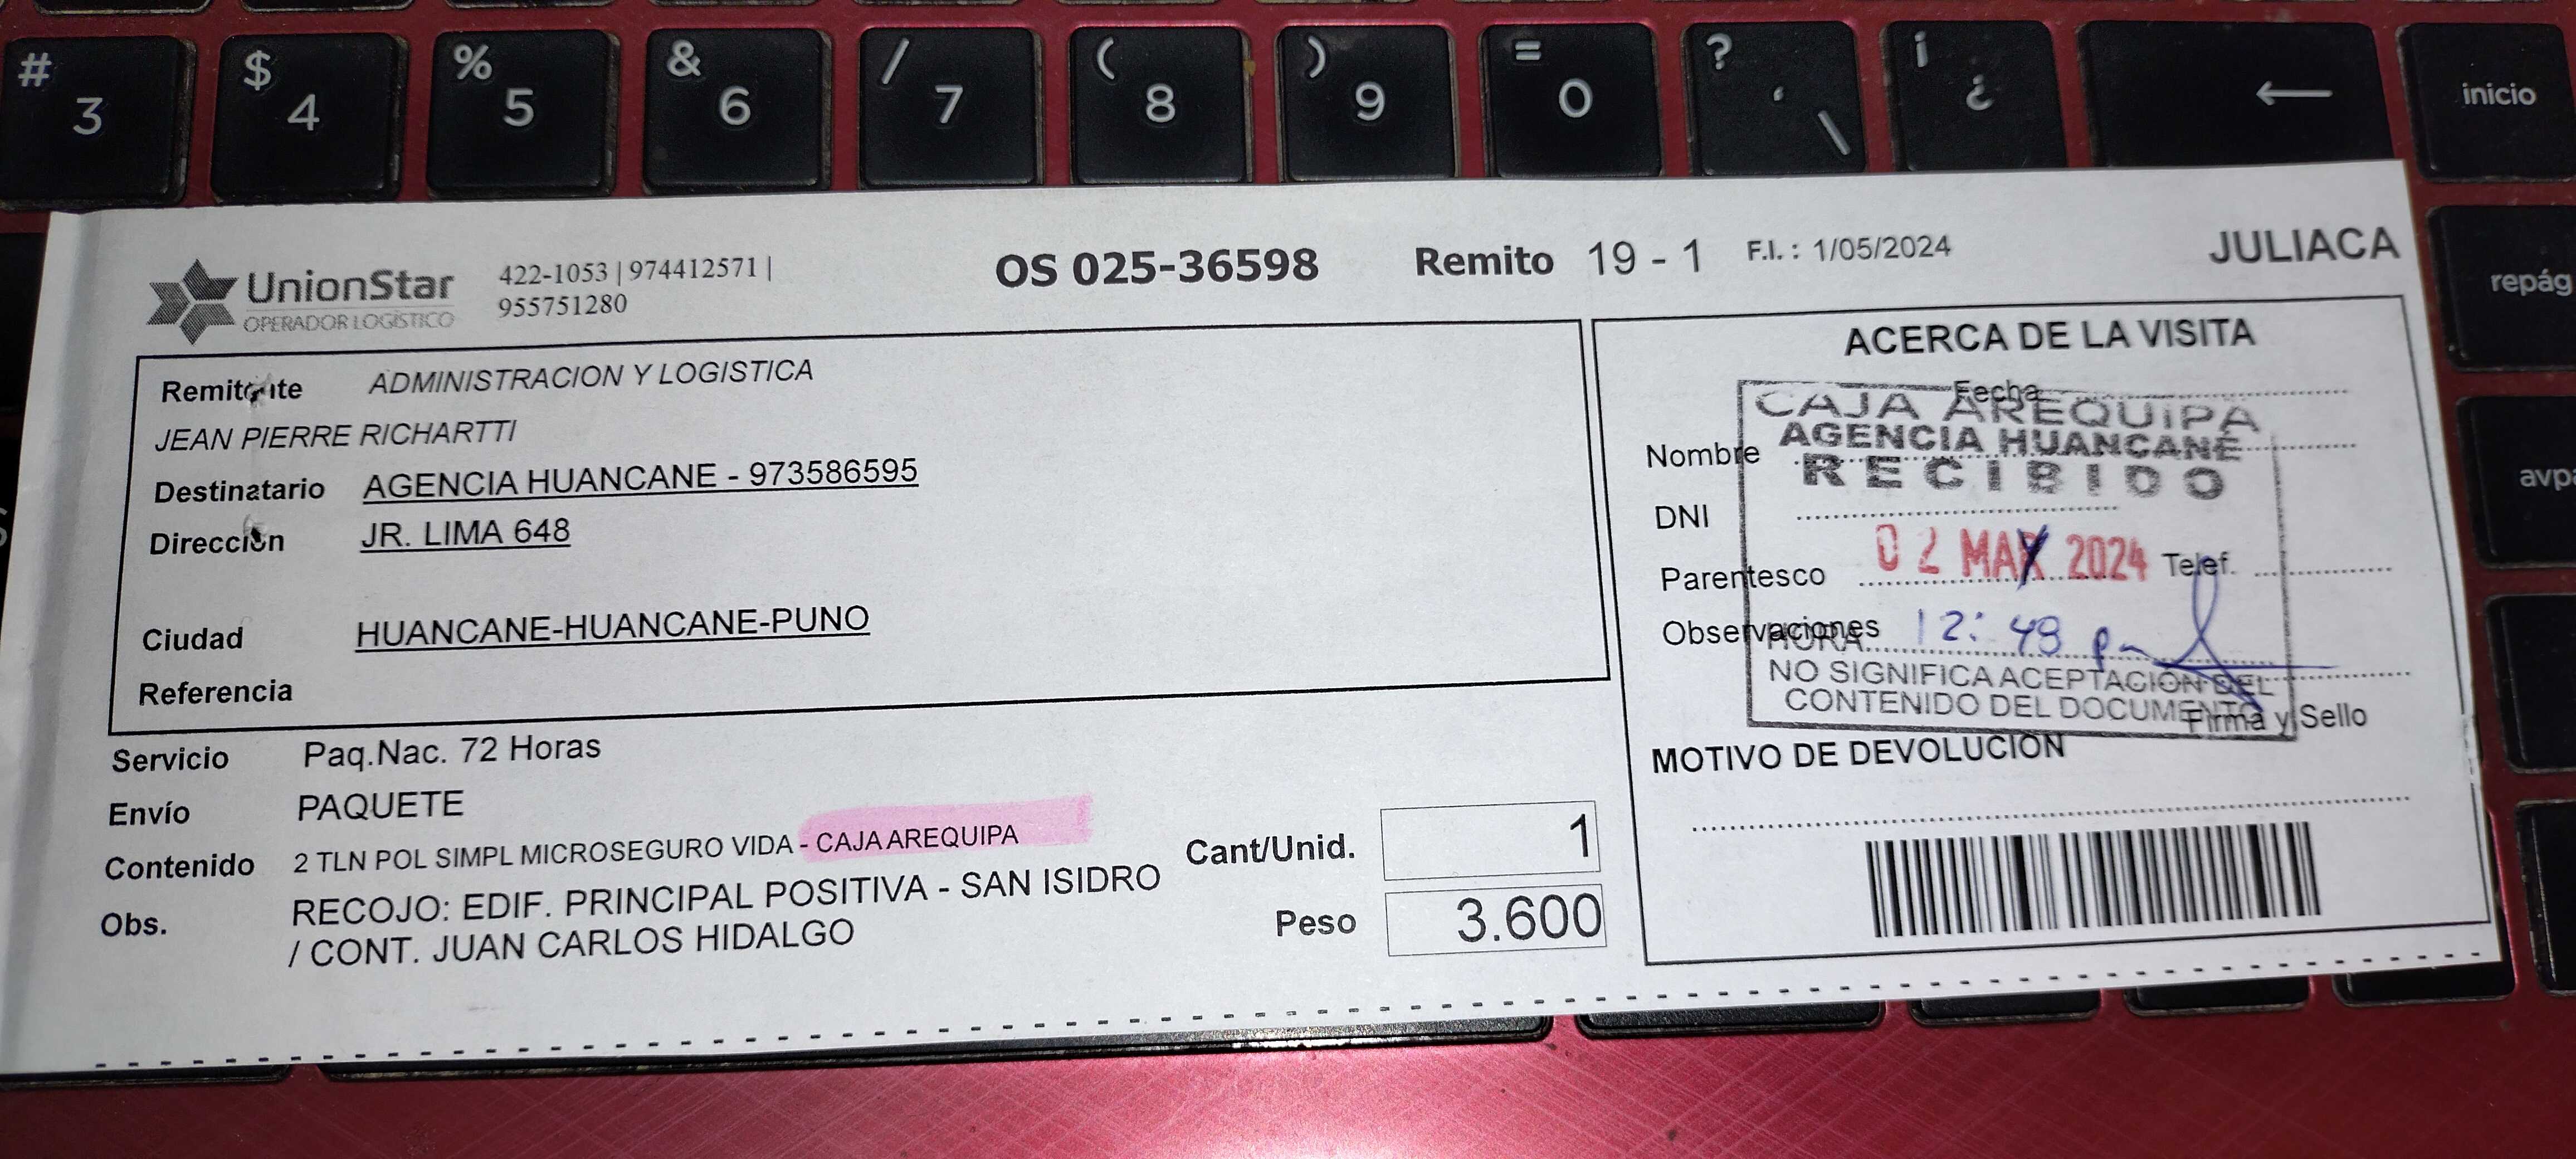 # 3 $ 4 % 5 & 6 / 7 ( 8 ) 9 = 0 ? ' \ ¡ ¿ ← inicio
repág
UnionStar
OPERADOR LOGÍSTICO
422-1053 | 974412571 |
955751280
OS 025-36598 Remito 19 - 1 F.I. : 1/05/2024 JULIACA
Remitente ADMINISTRACION Y LOGISTICA
JEAN PIERRE RICHARTTI
Destinatario AGENCIA HUANCANE - 973586595
Dirección JR. LIMA 648
Ciudad HUANCANE-HUANCANE-PUNO
Referencia
Servicio Paq.Nac. 72 Horas
Envío PAQUETE
Contenido 2 TLN POL SIMPL MICROSEGURO VIDA - CAJA AREQUIPA
Obs. RECOJO: EDIF. PRINCIPAL POSITIVA - SAN ISIDRO
/ CONT. JUAN CARLOS HIDALGO
Cant/Unid. 1
Peso 3.600
ACERCA DE LA VISITA
Fecha
CAJA AREQUIPA
Nombre AGENCIA HUANCANÉ
RECIBIDO
DNI
Parentesco 02 MAY 2024 Telef.
Observaciones
HORA 12:48 pm
NO SIGNIFICA ACEPTACIÓN DEL
CONTENIDO DEL DOCUMENTO
Firma y Sello
MOTIVO DE DEVOLUCIÓN